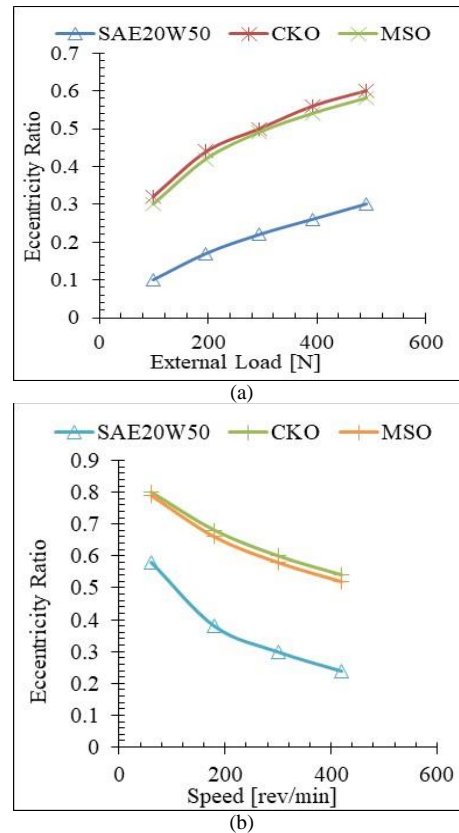 SAE20W50 CKO MSO
0.7
0.6
0.5
0.4
0.3
0.2
0.1
0
Eccentricity Ratio
0 200 400 600
External Load [N]
(a)
SAE20W50 CKO MSO
0.9
0.8
0.7
0.6
0.5
0.4
0.3
0.2
0.1
0
Eccentricity Ratio
0 200 400 600
Speed [rev/min]
(b)